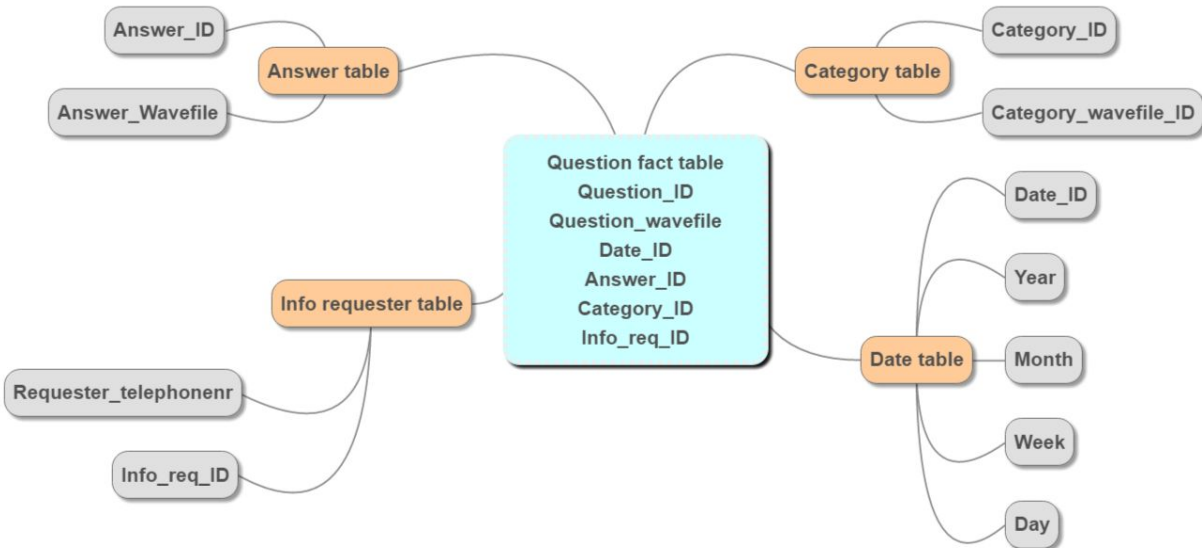 Answer_ID
Answer table
Answer_Wavefile
Category_ID
Category table
Category_wavefile_ID
Question fact table
Question_ID
Question_wavefile
Date_ID
Answer_ID
Category_ID
Info_req_ID
Info requester table
Requester_telephonenr
Info_req_ID
Date_ID
Year
Date table
Month
Week
Day